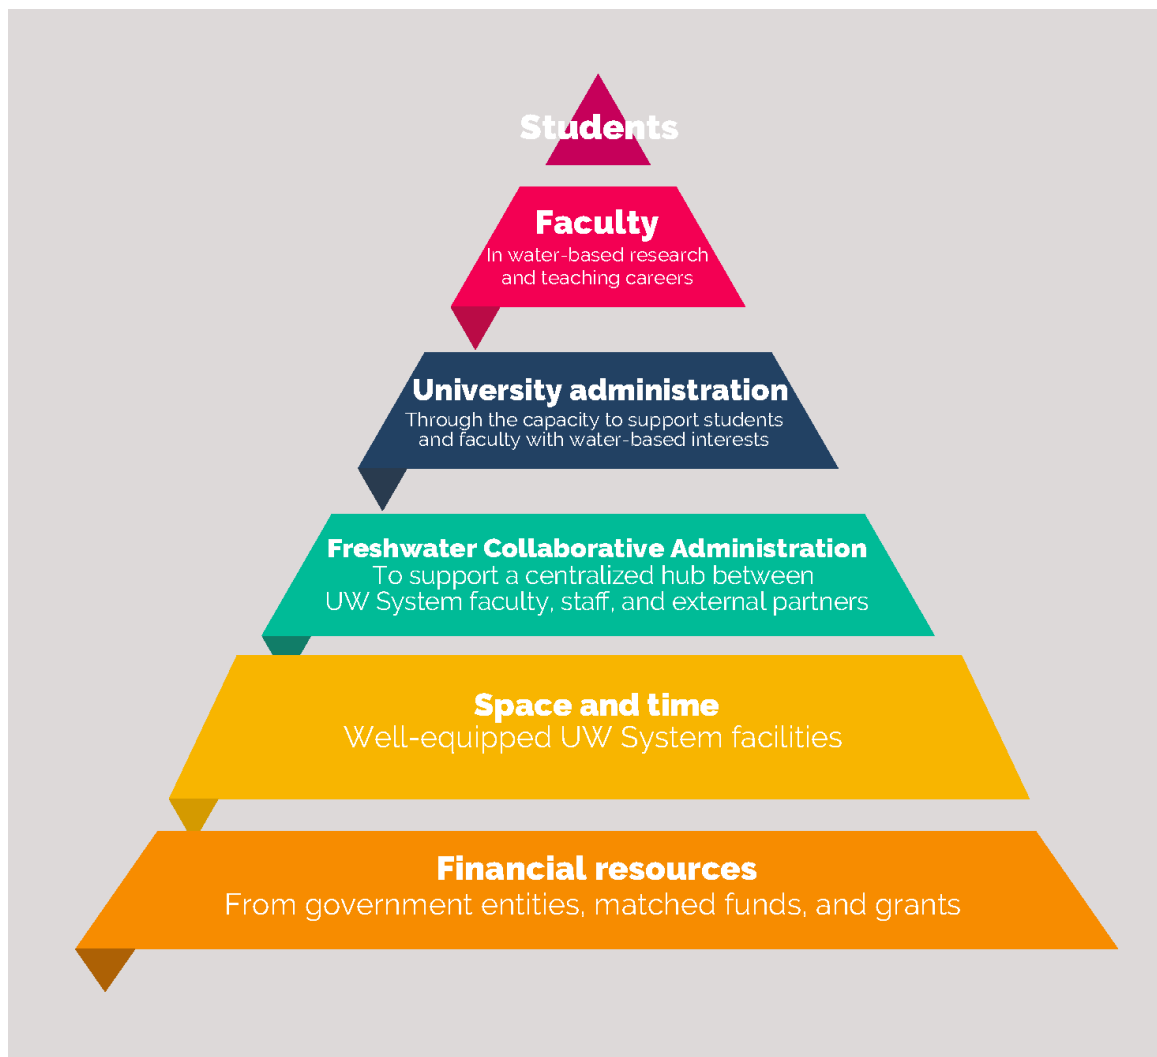 Students
Faculty
In water-based research
and teaching careers
University administration
Through the capacity to support students
and faculty with water-based interests
Freshwater Collaborative Administration
To support a centralized hub between
UW System faculty, staff, and external partners
Space and time
Well-equipped UW System facilities
Financial resources
From government entities, matched funds, and grants